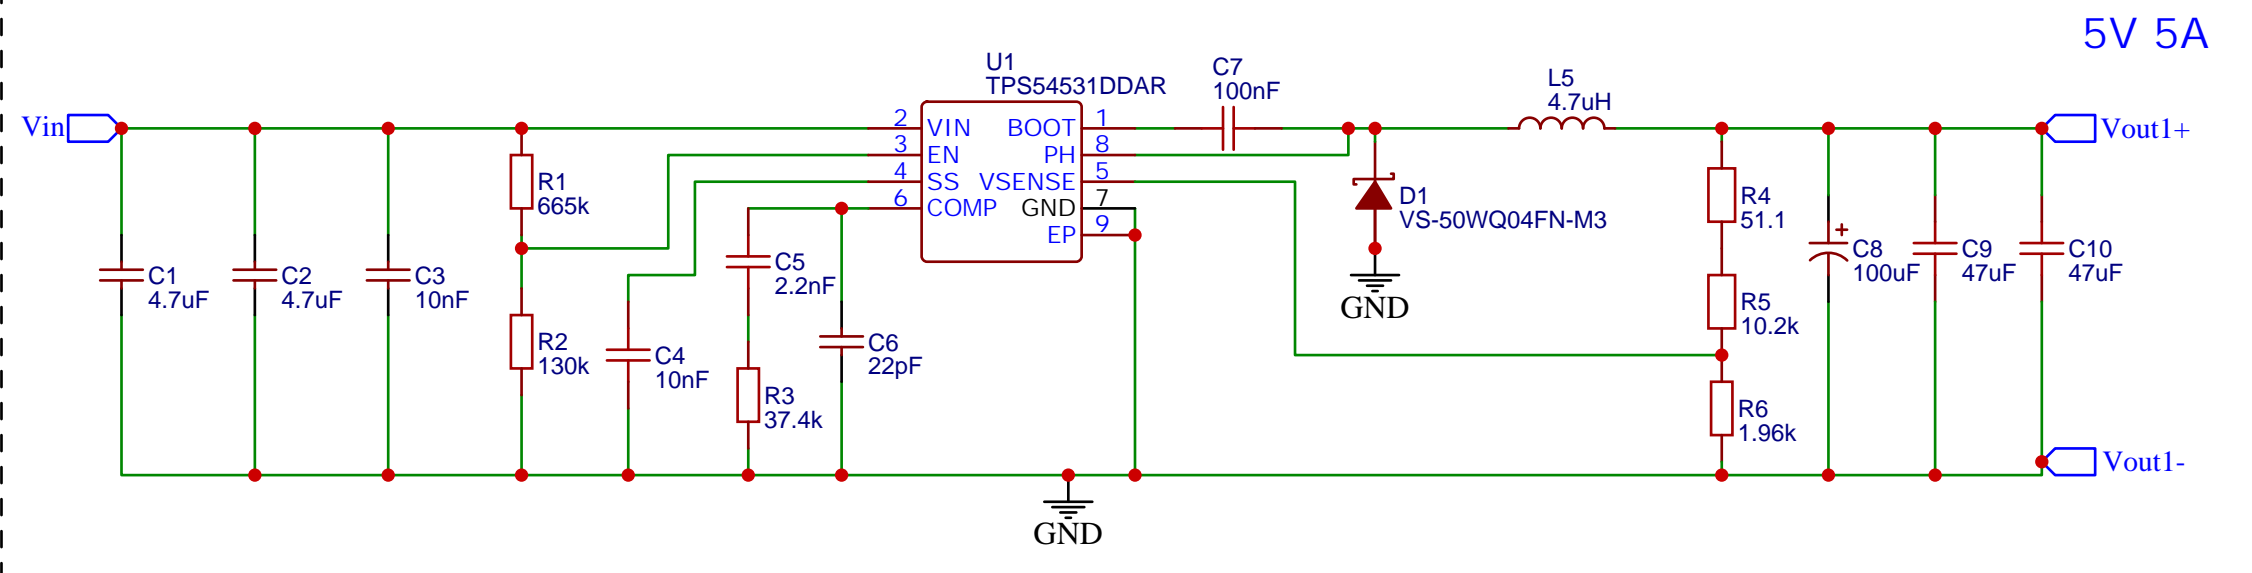 5V 5A
U1
TPS54531DDAR
C7
100nF
L5
4.7uH
Vin
2
VIN
BOOT
1
Vout1+
3
EN
PH
8
4
SS
VSENSE
5
6
COMP
GND
7
EP
9
R1
665k
D1
VS-50WQ04FN-M3
R4
51.1
C1
4.7uF
C2
4.7uF
C3
10nF
C5
2.2nF
GND
C8
100uF
C9
47uF
C10
47uF
R5
10.2k
R2
130k
C4
10nF
C6
22pF
R3
37.4k
R6
1.96k
Vout1-
GND